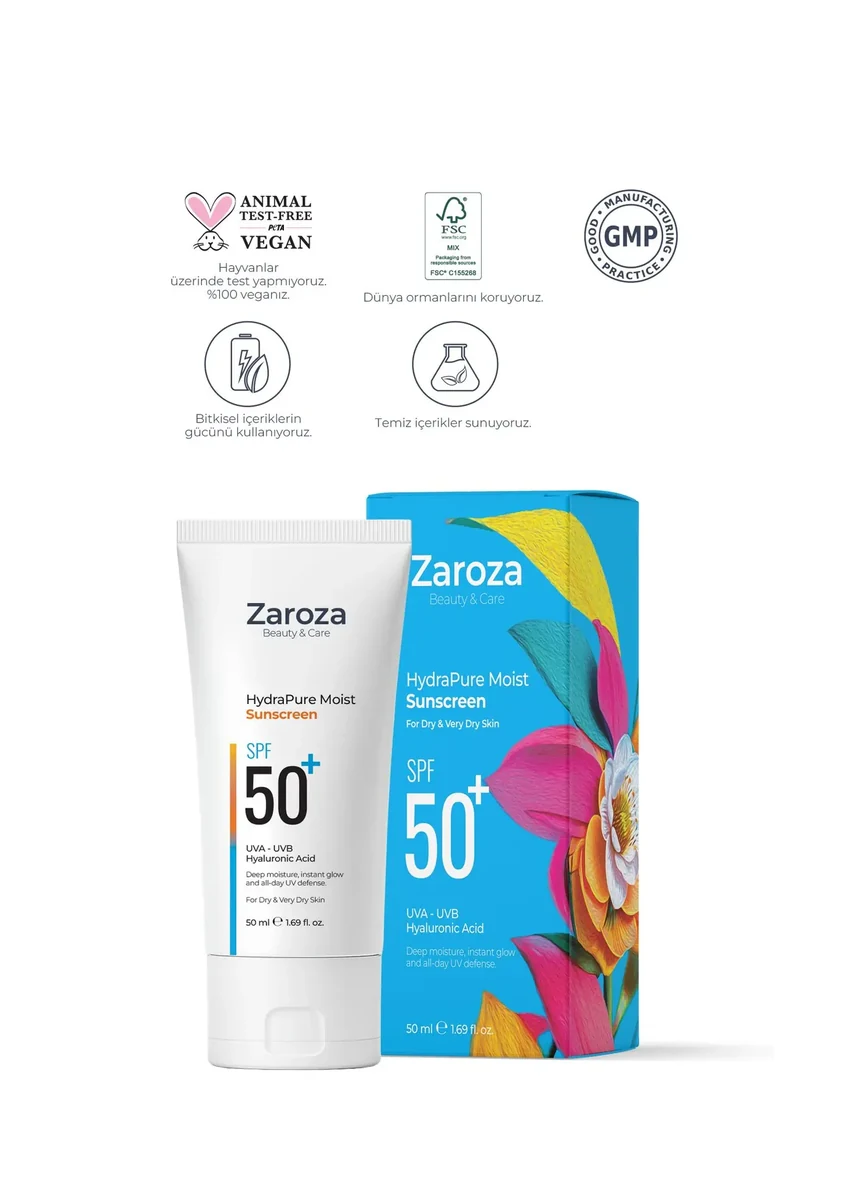 ANIMAL
TEST-FREE
PETA
VEGAN
Hayvanlar
üzerinde test yapmıyoruz.
%100 veganız.
FSC
www.fsc.org
MIX
Packaging from
responsible sources
FSC® C155268
Dünya ormanlarını koruyoruz.
GOOD • MANUFACTURING • PRACTICE •
GMP
Bitkisel içeriklerin
gücünü kullanıyoruz.
Temiz içerikler sunuyoruz.
Zaroza
Beauty & Care
HydraPure Moist
Sunscreen
SPF
50+
UVA - UVB
Hyaluronic Acid
Deep moisture, instant glow
and all-day UV defense.
For Dry & Very Dry Skin
50 ml ℮ 1.69 fl. oz.
Zaroza
Beauty & Care
HydraPure Moist
Sunscreen
For Dry & Very Dry Skin
SPF
50+
UVA - UVB
Hyaluronic Acid
Deep moisture, instant glow
and all-day UV defense.
50 ml ℮ 1.69 fl. oz.